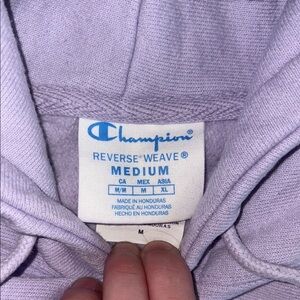 Champion®
REVERSE WEAVE®
MEDIUM
CA MEX ASIA
M/M M XL
MADE IN HONDURAS
FABRIQUÉ AU HONDURAS
HECHO EN HONDURAS
M